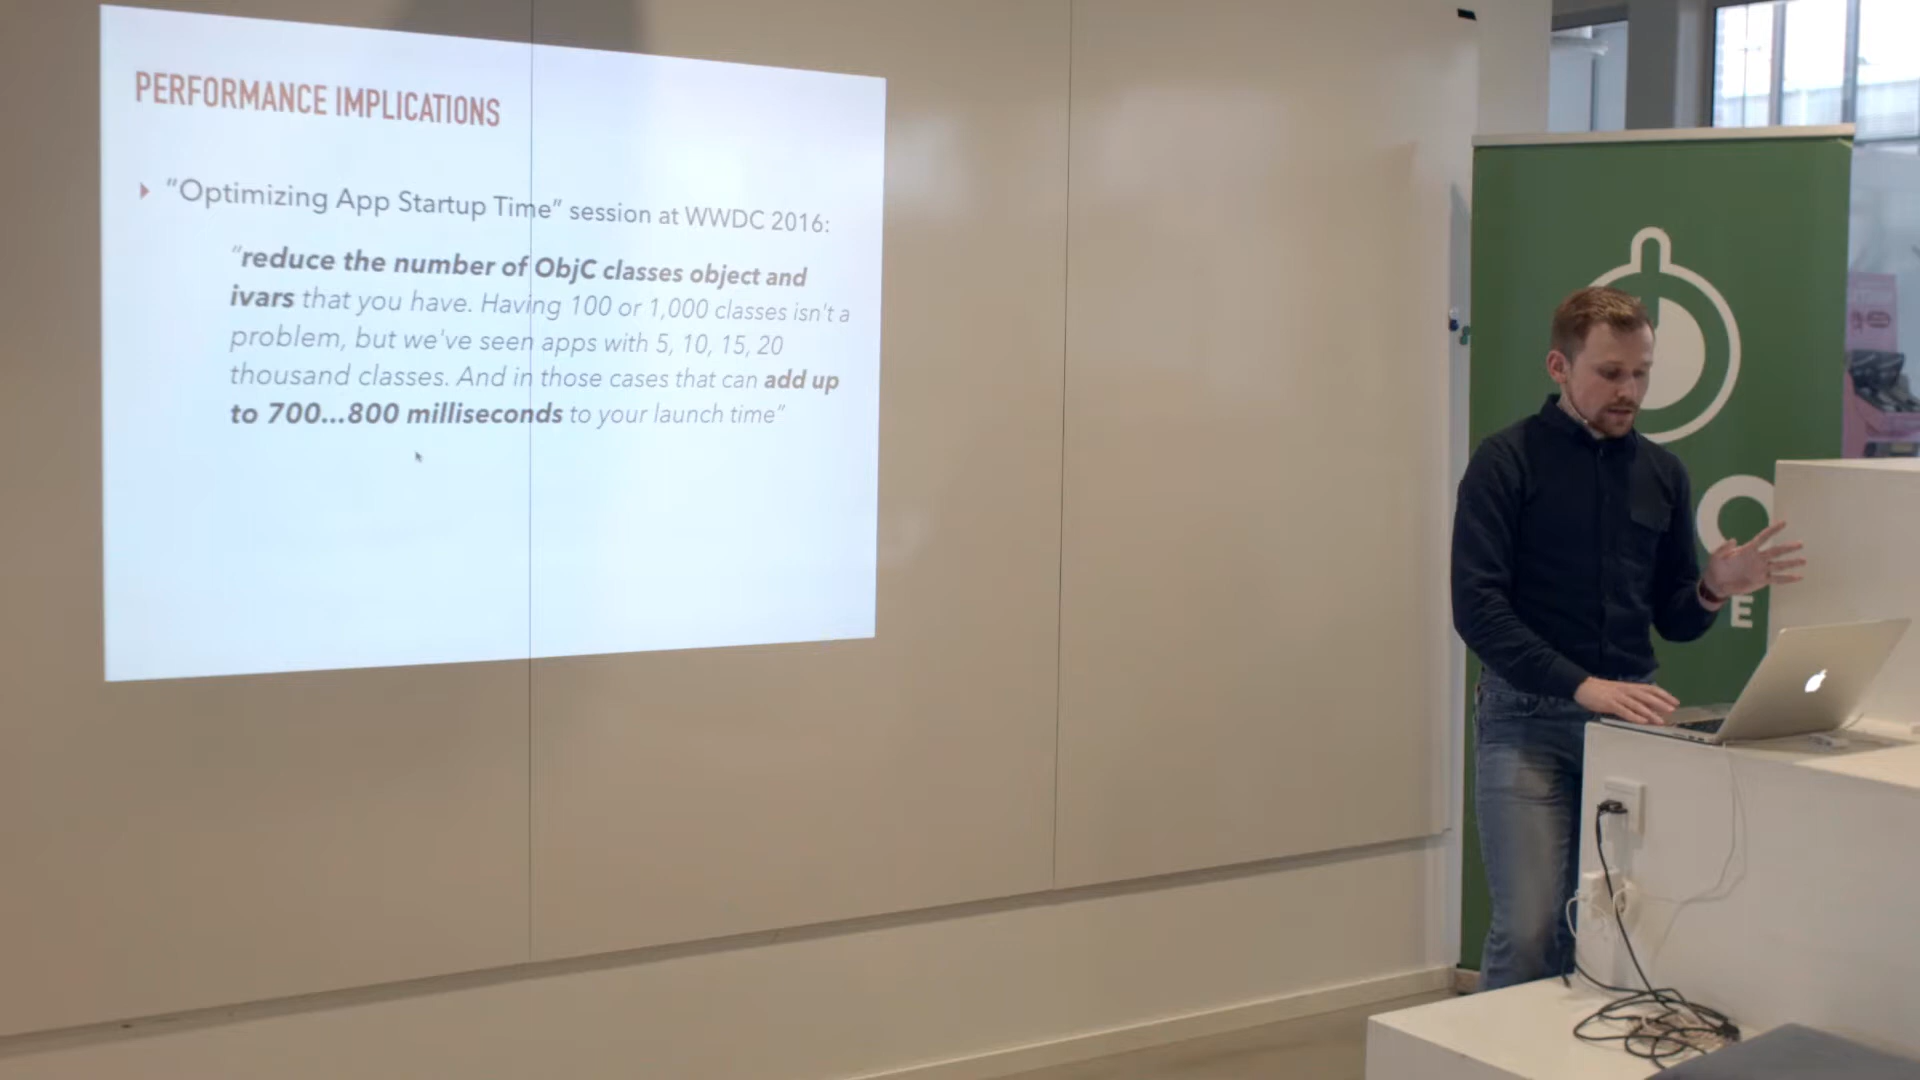 PERFORMANCE IMPLICATIONS
"Optimizing App Startup Time" session at WWDC 2016:
"reduce the number of ObjC classes object and
ivars that you have. Having 100 or 1,000 classes isn't a
problem, but we've seen apps with 5, 10, 15, 20
thousand classes. And in those cases that can add up
to 700...800 milliseconds to your launch time"
O
E